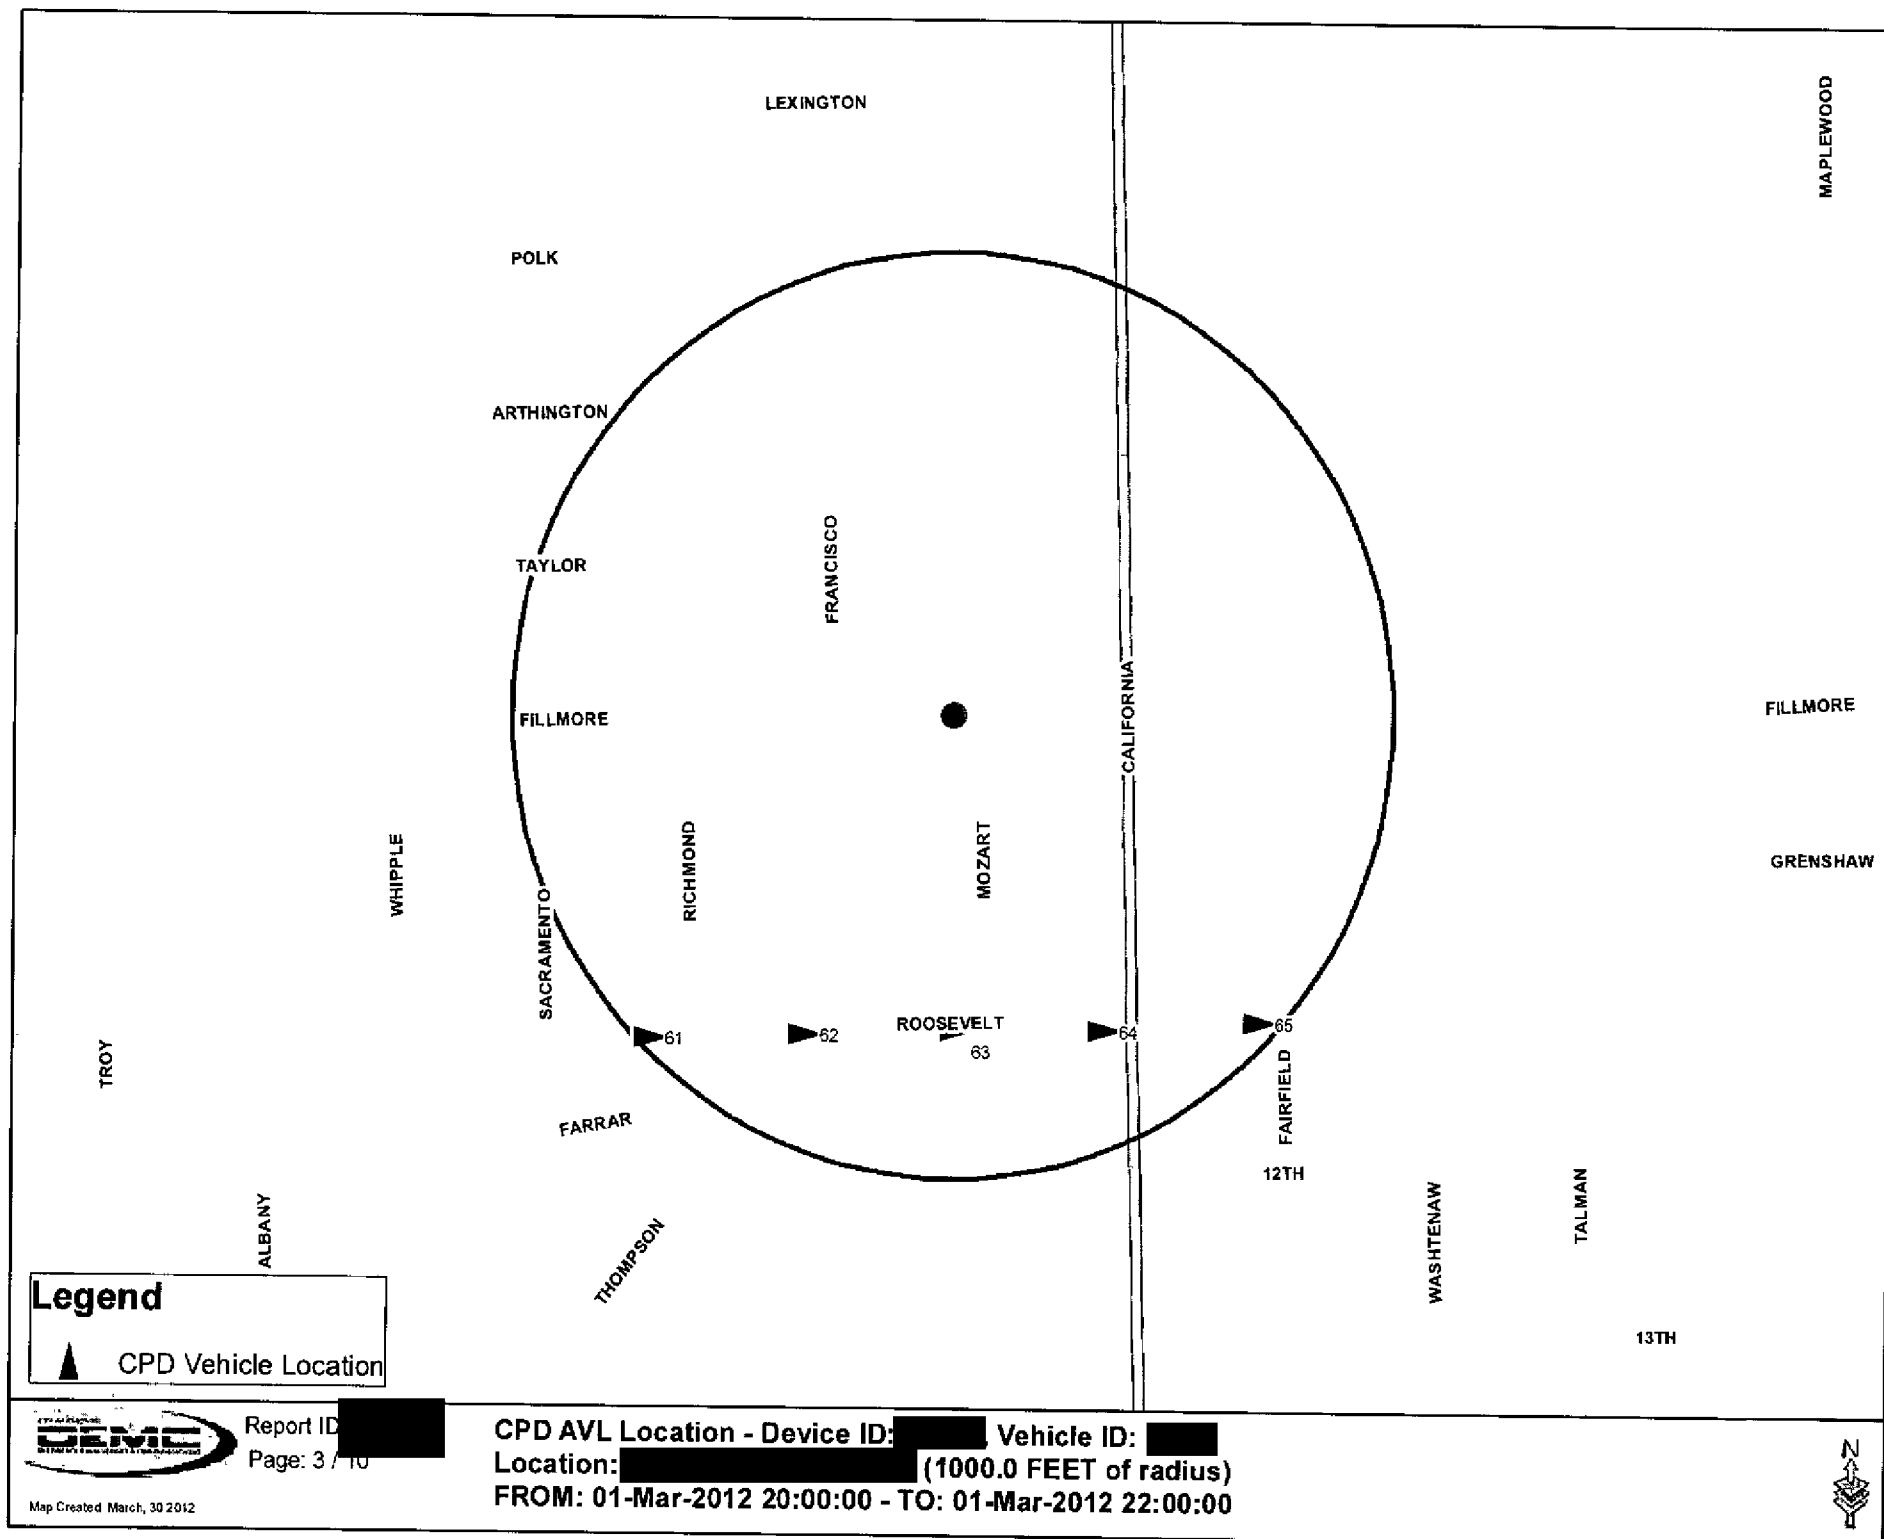 LEXINGTON
MAPLEWOOD
POLK
ARTHINGTON
TAYLOR
FRANCISCO
FILLMORE
CALIFORNIA
FILLMORE
WHIPPLE
RICHMOND
MOZART
GRENSHAW
SACRAMENTO
61
62
ROOSEVELT
63
64
65
TROY
FARRAR
FAIRFIELD
12TH
ALBANY
THOMPSON
WASHTENAW
TALMAN
13TH
Legend
CPD Vehicle Location
OEMC
Report ID
Page: 3 / 10
Map Created March, 30 2012
CPD AVL Location - Device ID: , Vehicle ID:
Location: (1000.0 FEET of radius)
FROM: 01-Mar-2012 20:00:00 - TO: 01-Mar-2012 22:00:00
N